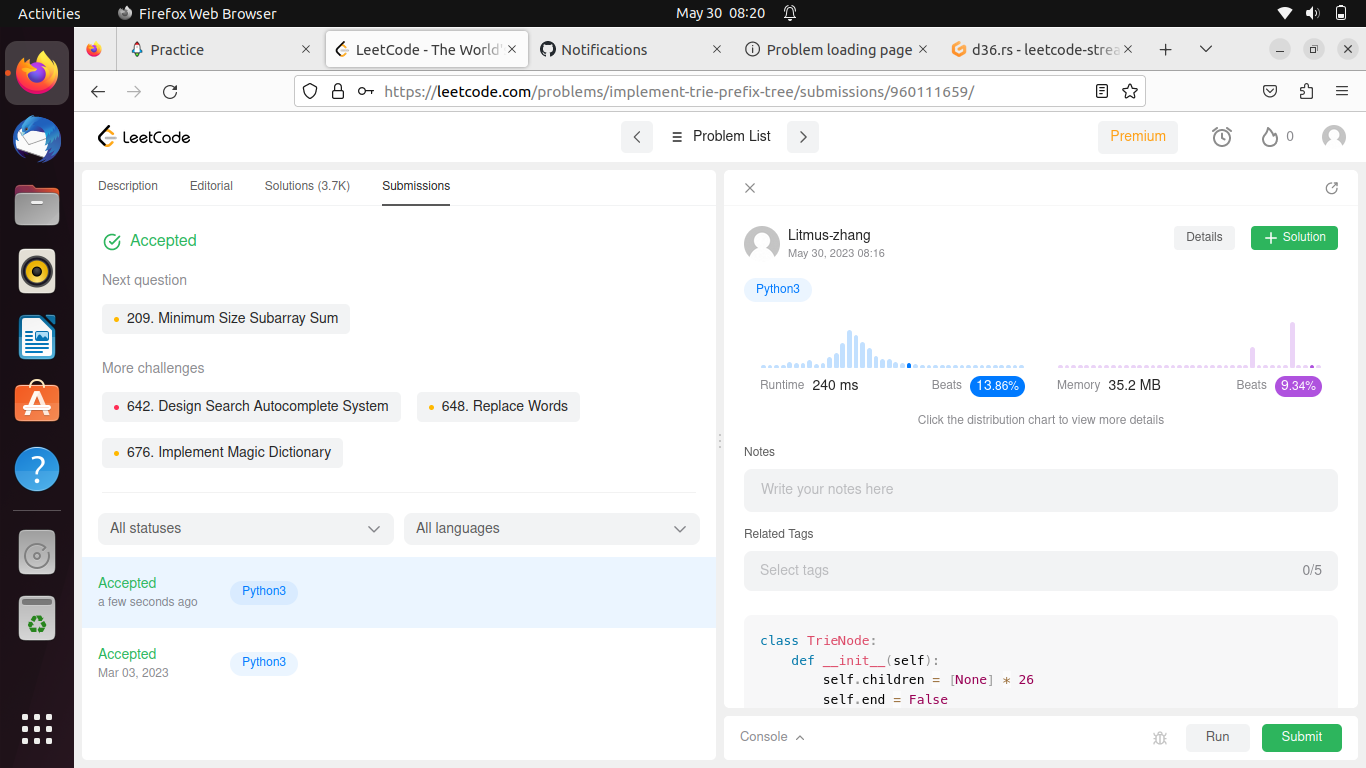 Activities
Firefox Web Browser
May 30 08:20
Practice
LeetCode - The World'
Notifications
Problem loading page
d36.rs - leetcode-strea
https://leetcode.com/problems/implement-trie-prefix-tree/submissions/960111659/
LeetCode
Problem List
Premium
0
Description
Editorial
Solutions (3.7K)
Submissions
Accepted
Next question
209. Minimum Size Subarray Sum
More challenges
642. Design Search Autocomplete System
648. Replace Words
676. Implement Magic Dictionary
All statuses
All languages
Accepted
a few seconds ago
Python3
Accepted
Mar 03, 2023
Python3
Litmus-zhang
May 30, 2023 08:16
Details
Solution
Python3
Runtime 240 ms
Beats 13.86%
Memory 35.2 MB
Beats 9.34%
Click the distribution chart to view more details
Notes
Write your notes here
Related Tags
Select tags
0/5
class TrieNode:
    def __init__(self):
        self.children = [None] * 26
        self.end = False
Console
Run
Submit